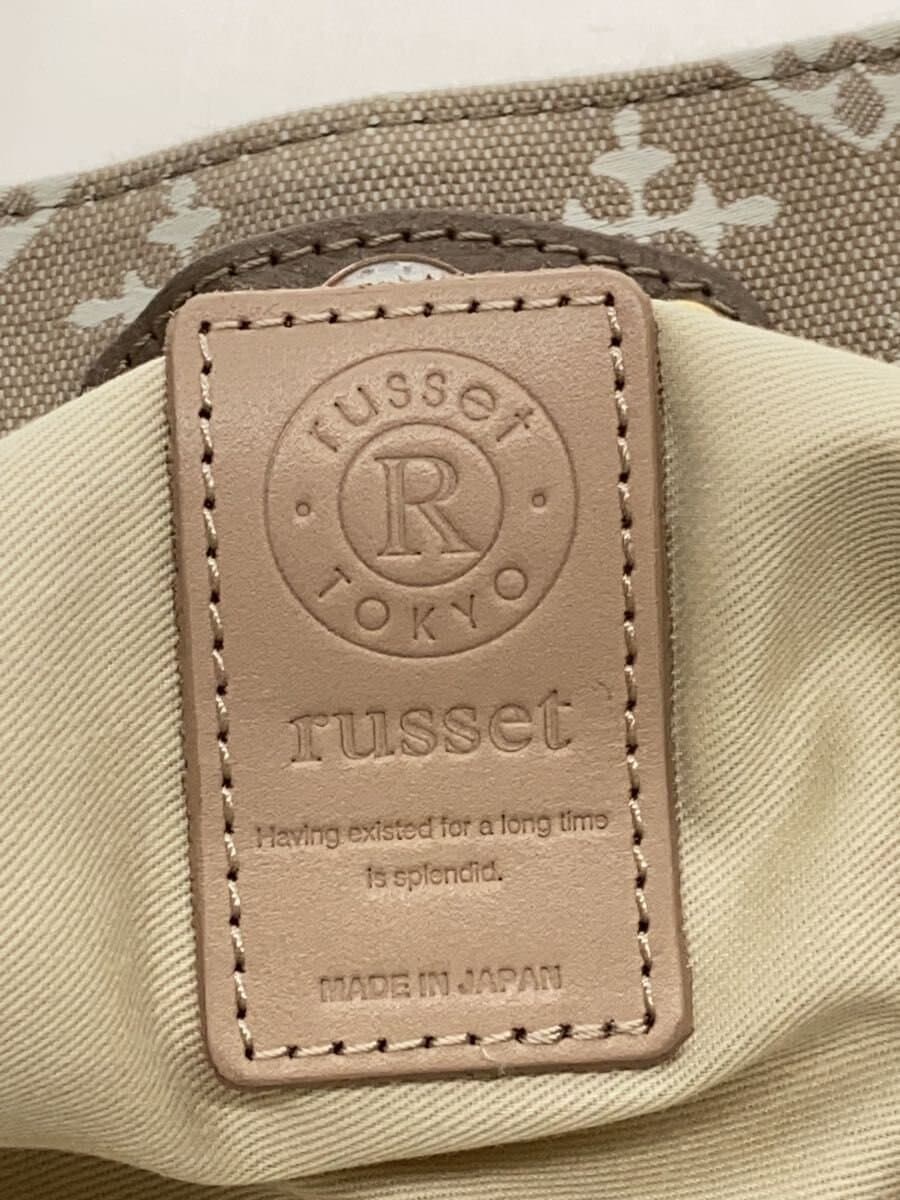 russet
R
TOKYO
russet
Having existed for a long time
is splendid.
MADE IN JAPAN